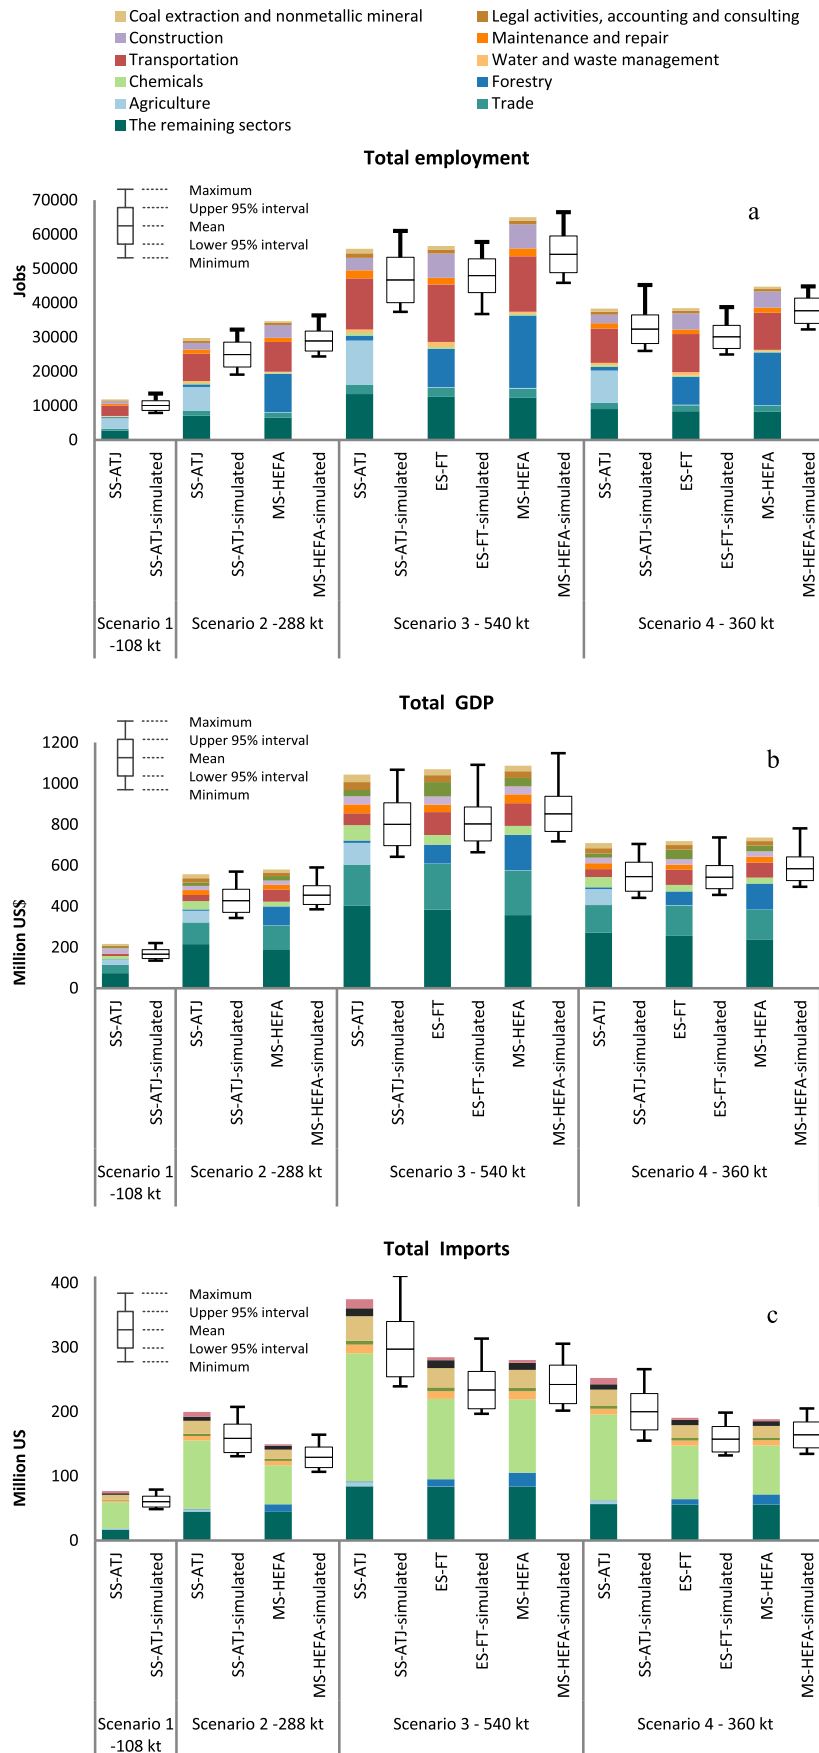 Coal extraction and nonmetallic mineral
Legal activities, accounting and consulting
Construction
Maintenance and repair
Transportation
Water and waste management
Chemicals
Forestry
Agriculture
Trade
The remaining sectors
Total employment
a
Maximum
Upper 95% interval
Mean
Lower 95% interval
Minimum
Jobs
70000
60000
50000
40000
30000
20000
10000
0
SS-ATJ
SS-ATJ-simulated
SS-ATJ
SS-ATJ-simulated
MS-HEFA
MS-HEFA-simulated
SS-ATJ
SS-ATJ-simulated
ES-FT
ES-FT-simulated
MS-HEFA
MS-HEFA-simulated
SS-ATJ
SS-ATJ-simulated
ES-FT
ES-FT-simulated
MS-HEFA
MS-HEFA-simulated
Scenario 1
-108 kt
Scenario 2 -288 kt
Scenario 3 - 540 kt
Scenario 4 - 360 kt
Total GDP
b
Maximum
Upper 95% interval
Mean
Lower 95% interval
Minimum
Million US$
1200
1000
800
600
400
200
0
SS-ATJ
SS-ATJ-simulated
SS-ATJ
SS-ATJ-simulated
MS-HEFA
MS-HEFA-simulated
SS-ATJ
SS-ATJ-simulated
ES-FT
ES-FT-simulated
MS-HEFA
MS-HEFA-simulated
SS-ATJ
SS-ATJ-simulated
ES-FT
ES-FT-simulated
MS-HEFA
MS-HEFA-simulated
Scenario 1
-108 kt
Scenario 2 -288 kt
Scenario 3 - 540 kt
Scenario 4 - 360 kt
Total Imports
c
Maximum
Upper 95% interval
Mean
Lower 95% interval
Minimum
Million US
400
300
200
100
0
SS-ATJ
SS-ATJ-simulated
SS-ATJ
SS-ATJ-simulated
MS-HEFA
MS-HEFA-simulated
SS-ATJ
SS-ATJ-simulated
ES-FT
ES-FT-simulated
MS-HEFA
MS-HEFA-simulated
SS-ATJ
SS-ATJ-simulated
ES-FT
ES-FT-simulated
MS-HEFA
MS-HEFA-simulated
Scenario 1
-108 kt
Scenario 2 -288 kt
Scenario 3 - 540 kt
Scenario 4 - 360 kt